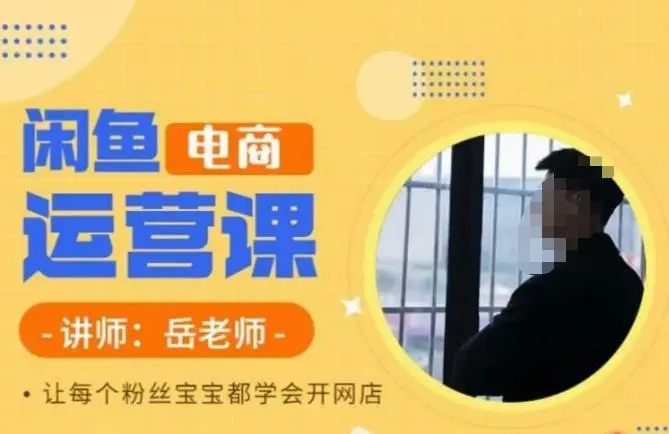 闲鱼电商
运营课
-讲师：岳老师-
•让每个粉丝宝宝都学会开网店